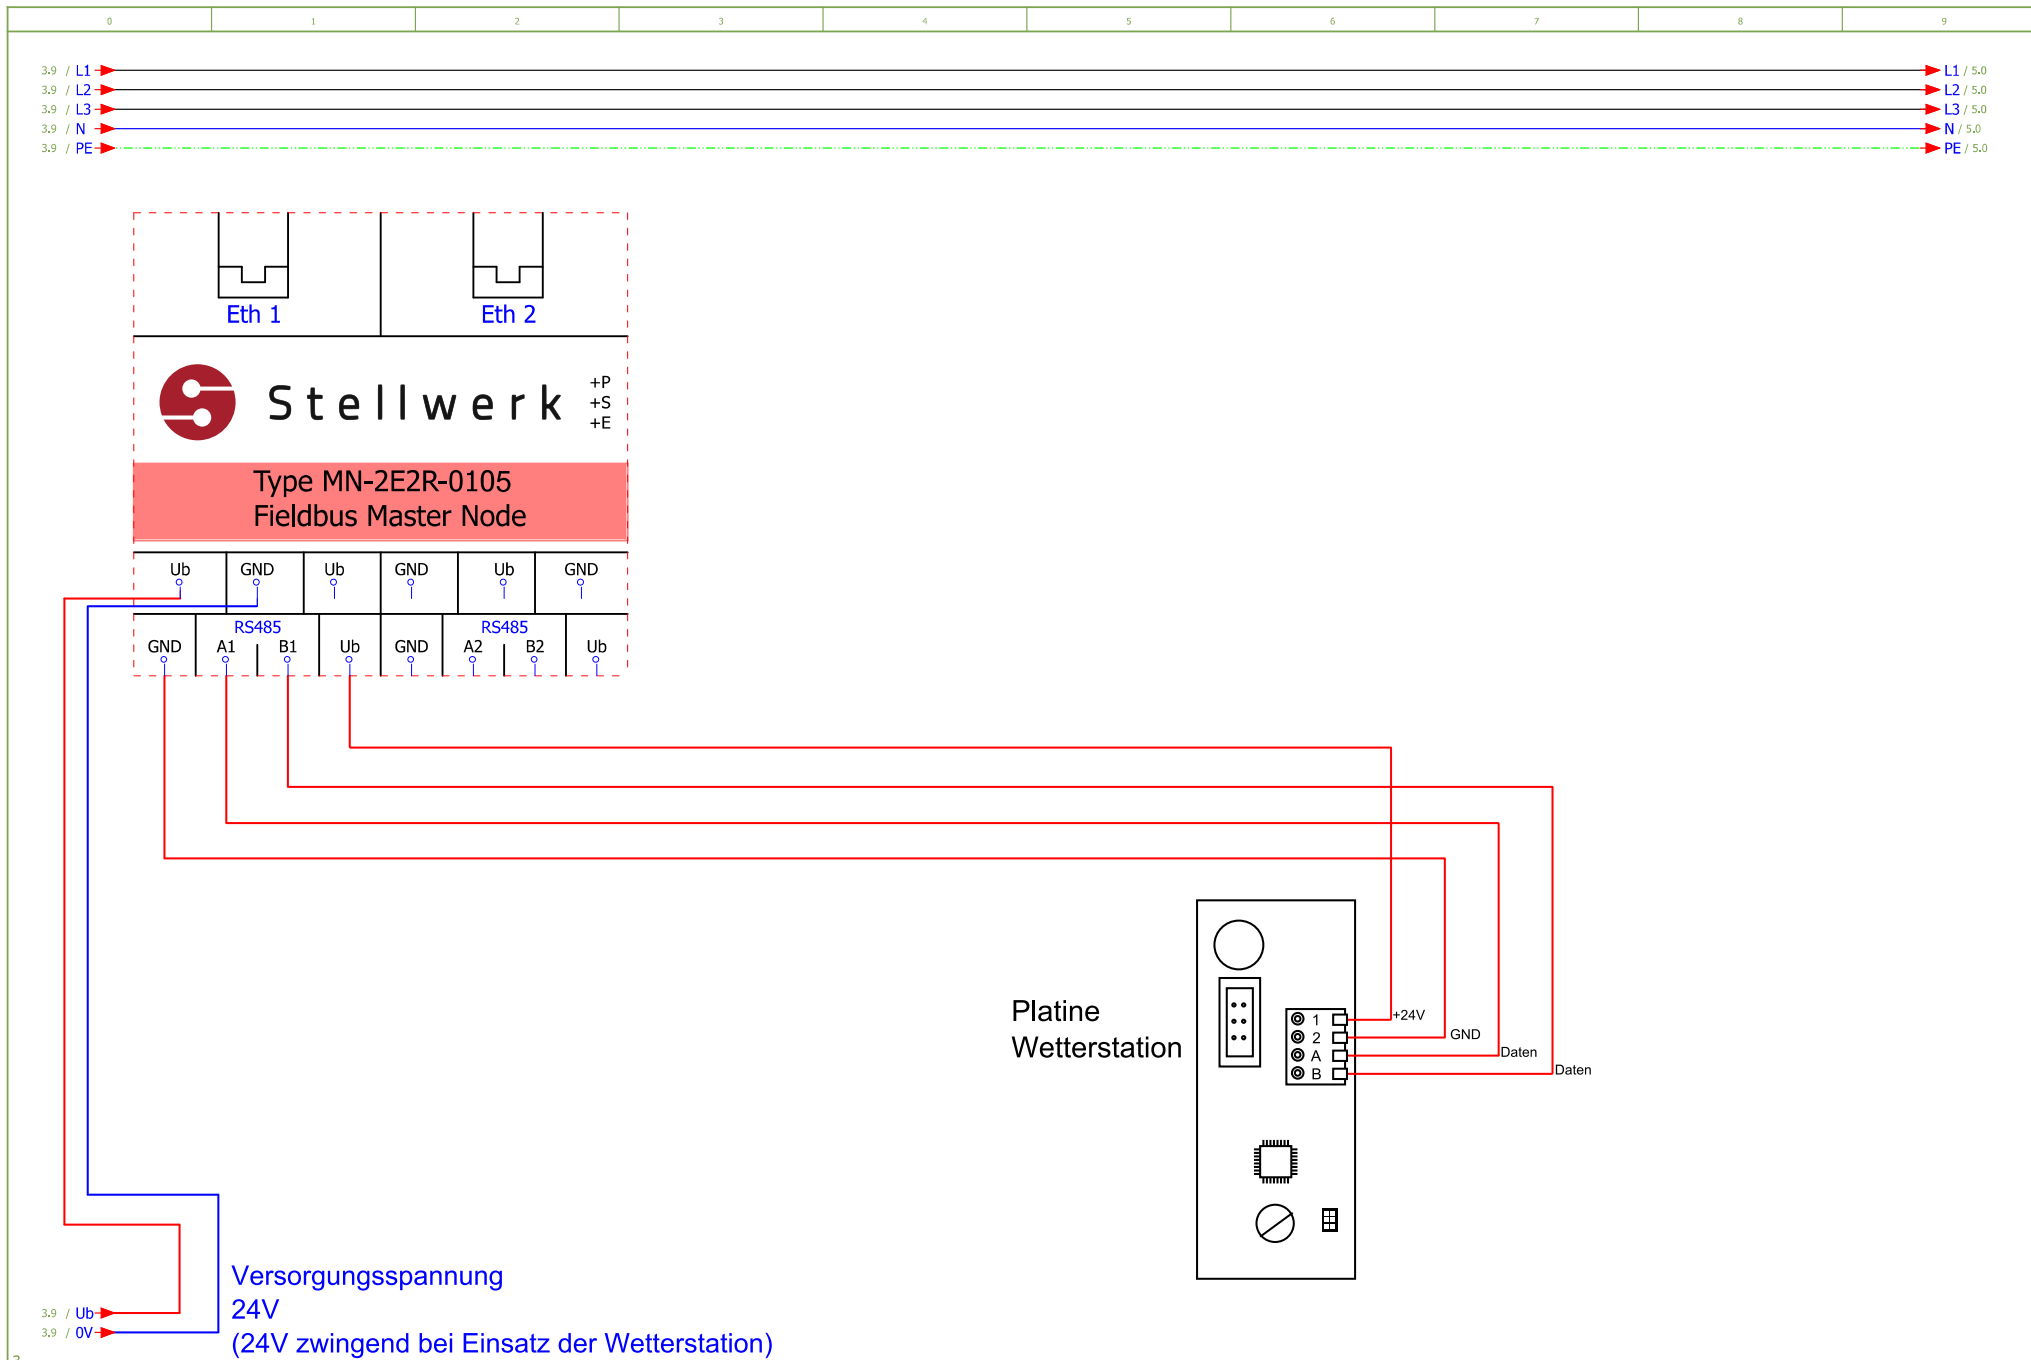 0 1 2 3 4 5 6 7 8 9
3.9 / L1 L1 / 5.0
3.9 / L2 L2 / 5.0
3.9 / L3 L3 / 5.0
3.9 / N N / 5.0
3.9 / PE PE / 5.0
Eth 1 Eth 2
Stellwerk
+P
+S
+E
Type MN-2E2R-0105
Fieldbus Master Node
Ub GND Ub GND Ub GND
RS485 RS485
GND A1 B1 Ub GND A2 B2 Ub
Platine
Wetterstation
1 +24V
2 GND
A Daten
B Daten
Versorgungsspannung
24V
(24V zwingend bei Einsatz der Wetterstation)
3.9 / Ub
3.9 / 0V